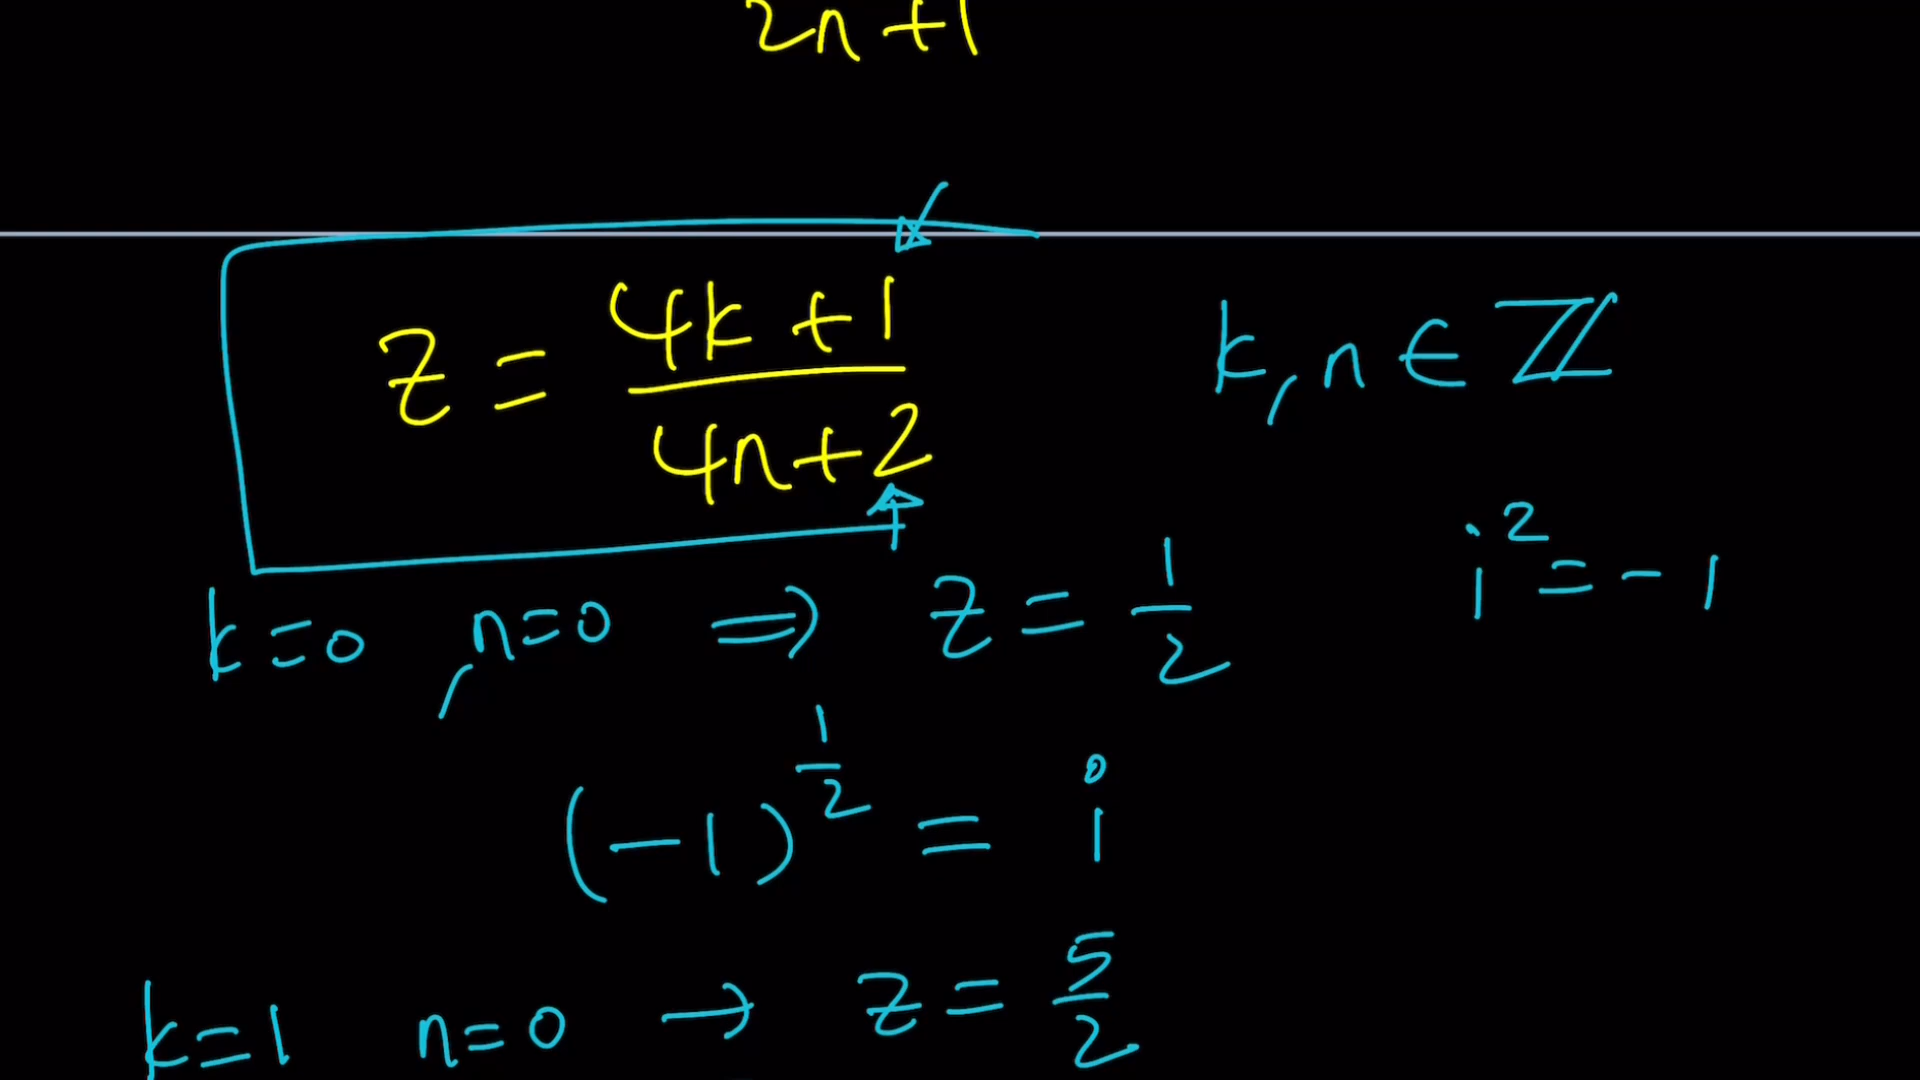 2n+1
z = (4k+1)/(4n+2)   k, n ∈ ℤ
k=0, n=0 ⇒ z = 1/2   i² = -1
(-1)^(1/2) = i
k=1 n=0 → z = 5/2